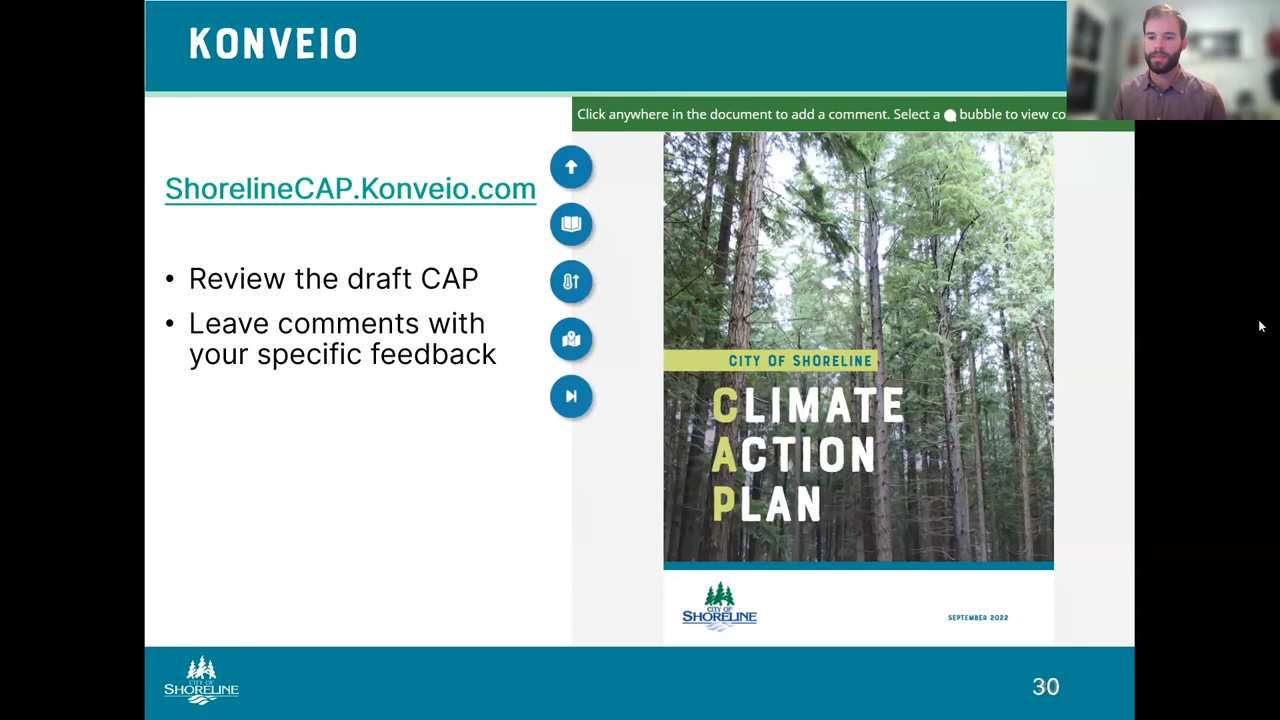 KONVEIO
Click anywhere in the document to add a comment. Select a bubble to view co
ShorelineCAP.Konveio.com
• Review the draft CAP
• Leave comments with
your specific feedback
CITY OF SHORELINE
CLIMATE
ACTION
PLAN
CITY OF
SHORELINE
SEPTEMBER 2022
CITY OF
SHORELINE
30